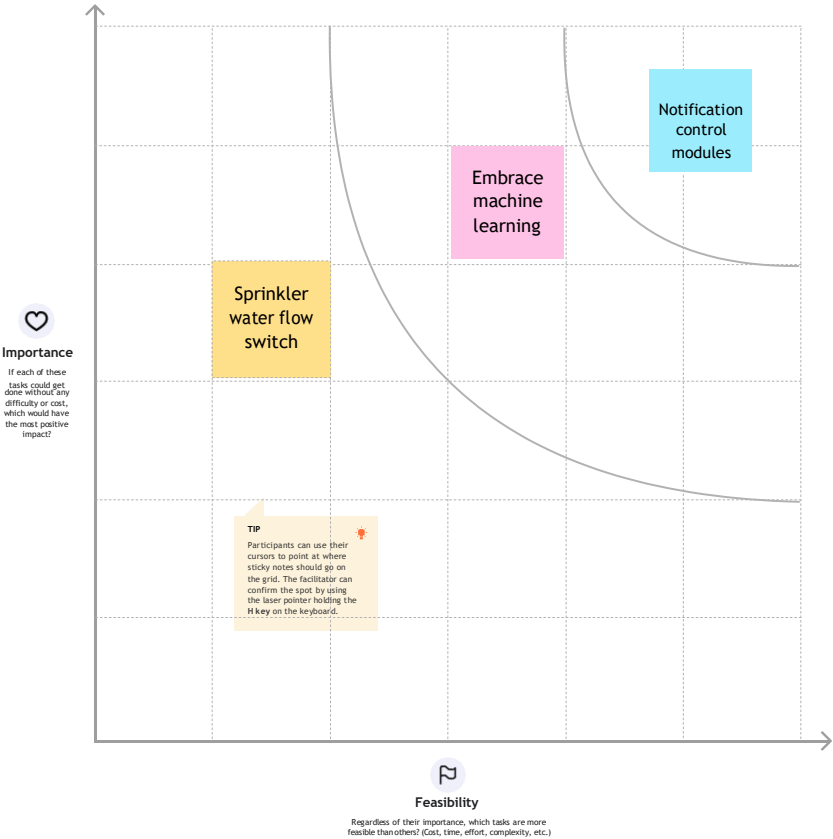 Notification
control
modules
Embrace
machine
learning
Sprinkler
water flow
switch
Importance
If each of these
tasks could get
done without any
difficulty or cost,
which would have
the most positive
impact?
TIP
Participants can use their
cursors to point at where
sticky notes should go on
the grid. The facilitator can
confirm the spot by using
the laser pointer holding the
H key on the keyboard.
Feasibility
Regardless of their importance, which tasks are more
feasible than others? (Cost, time, effort, complexity, etc.)